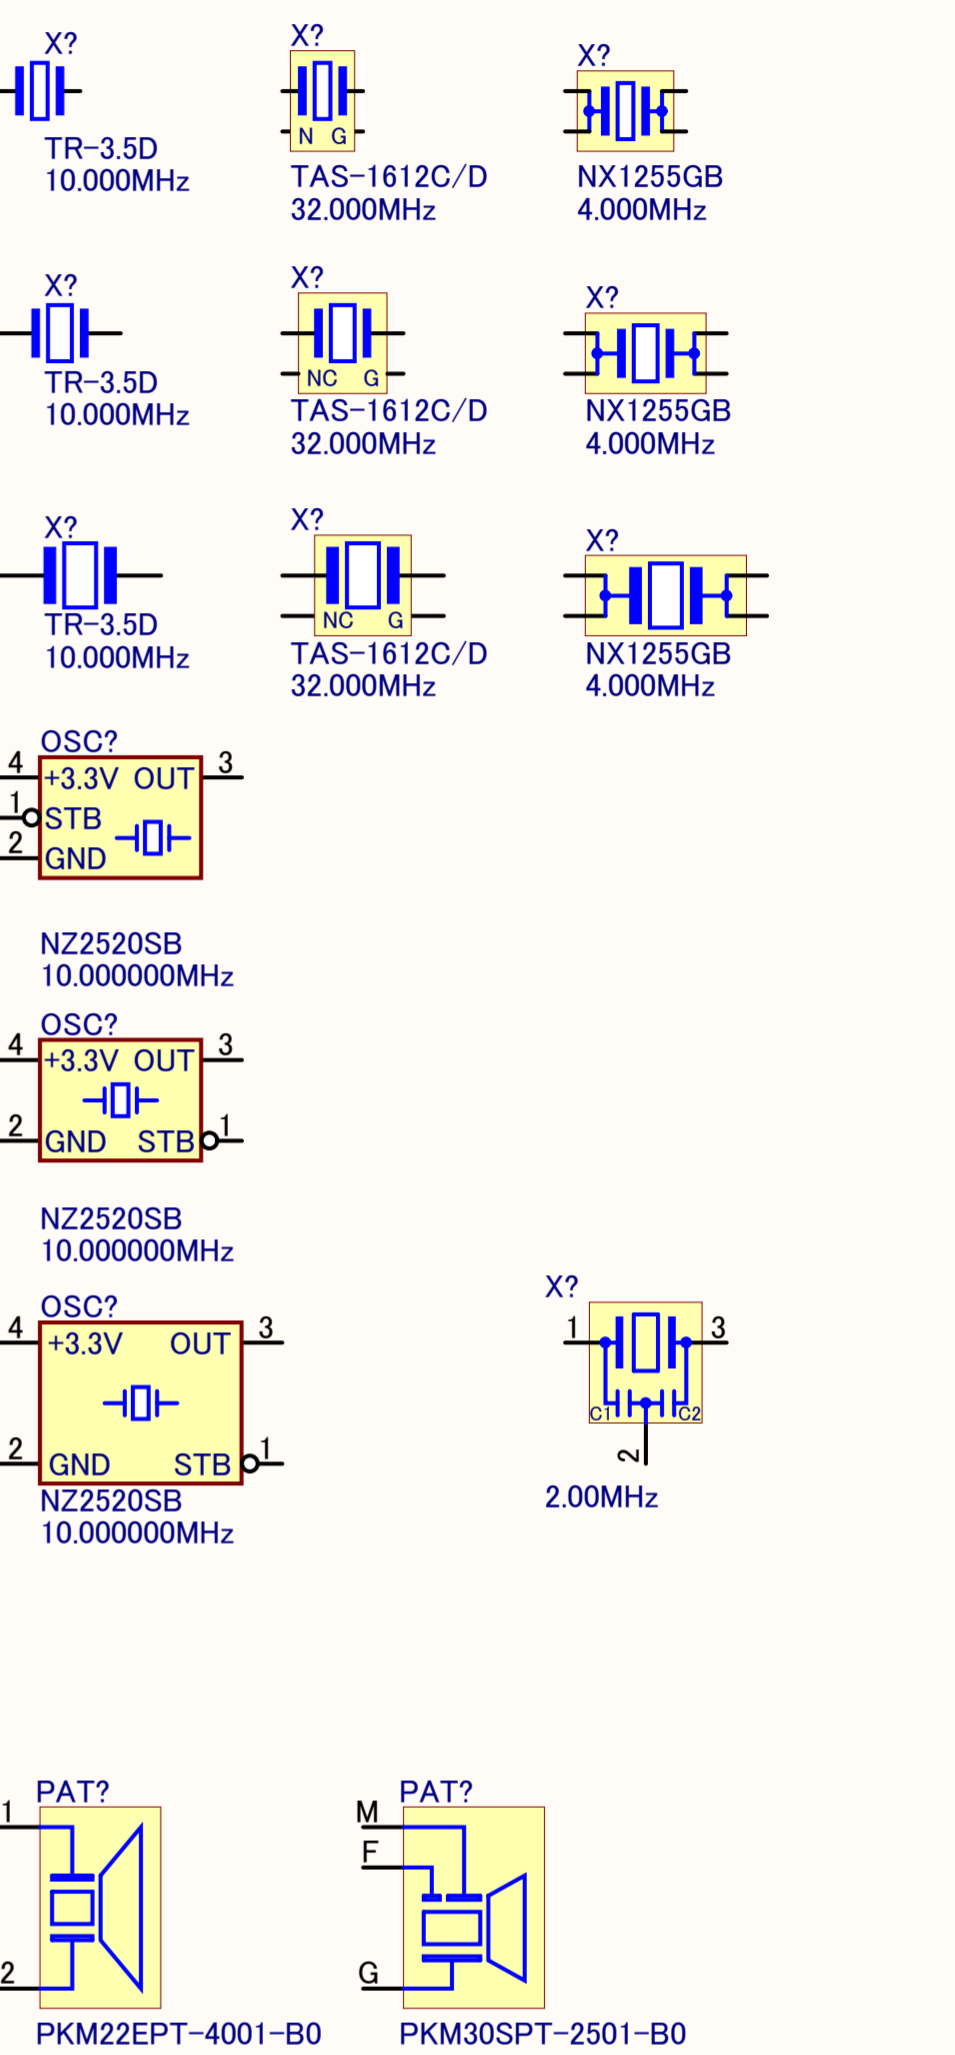 X?
TR-3.5D
10.000MHz
X?
N G
TAS-1612C/D
32.000MHz
X?
NX1255GB
4.000MHz
X?
TR-3.5D
10.000MHz
X?
NC G
TAS-1612C/D
32.000MHz
X?
NX1255GB
4.000MHz
X?
TR-3.5D
10.000MHz
X?
NC G
TAS-1612C/D
32.000MHz
X?
NX1255GB
4.000MHz
OSC?
4 +3.3V OUT 3
1 STB
2 GND
NZ2520SB
10.000000MHz
OSC?
4 +3.3V OUT 3
2 GND STB 1
NZ2520SB
10.000000MHz
OSC?
4 +3.3V OUT 3
2 GND STB 1
NZ2520SB
10.000000MHz
X?
1 3
C1 C2
2
2.00MHz
PAT?
1
2
PKM22EPT-4001-B0
PAT?
M
F
G
PKM30SPT-2501-B0